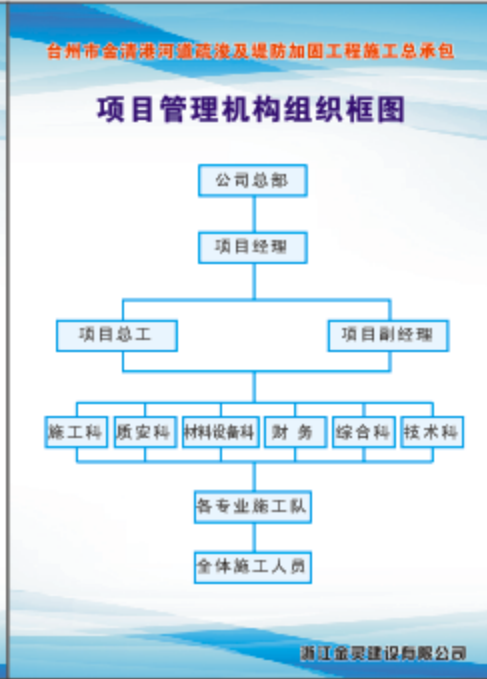 台州市金清港河道疏浚及堤防加固工程施工总承包
项目管理机构组织框图
公司总部
项目经理
项目总工 项目副经理
施工科 质安科 材料设备科 财务 综合科 技术科
各专业施工队
全体施工人员
浙江金灵建设有限公司